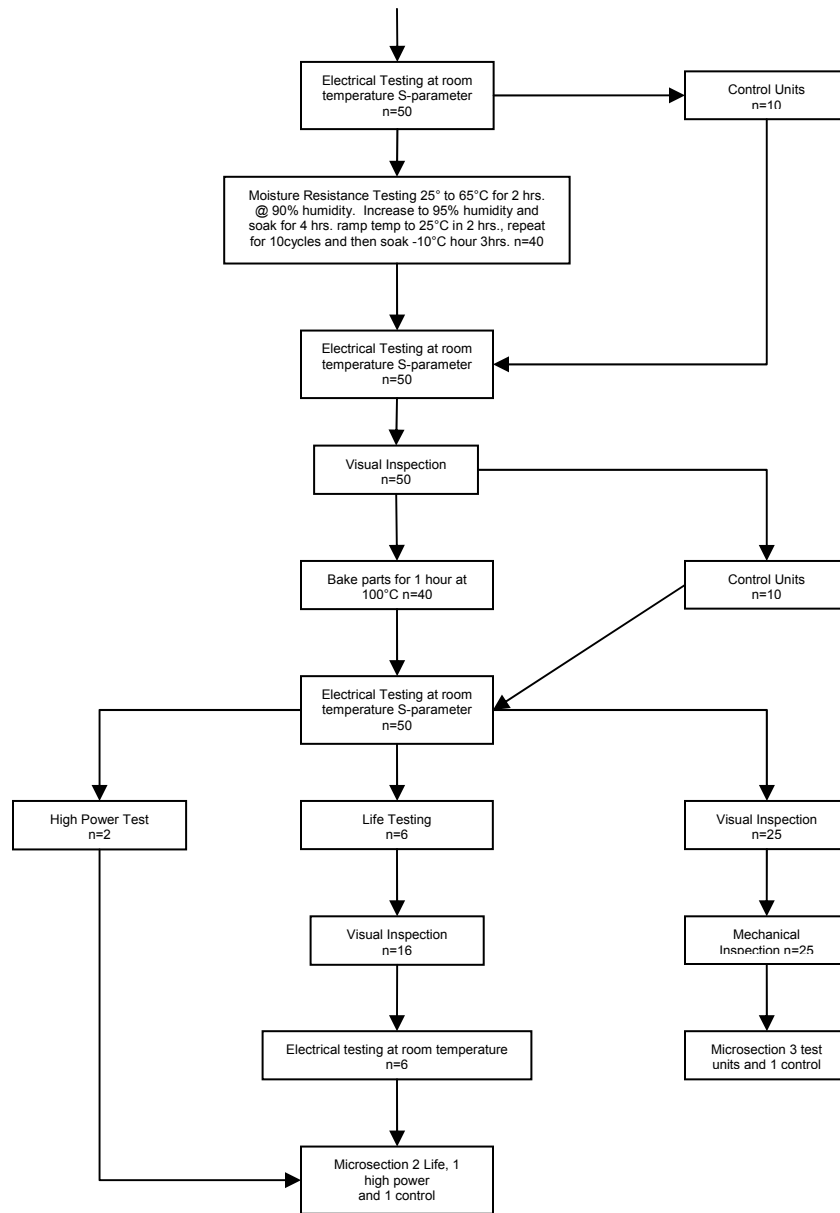 Electrical Testing at room
temperature S-parameter
n=50
Control Units
n=10
Moisture Resistance Testing 25° to 65°C for 2 hrs.
@ 90% humidity.  Increase to 95% humidity and
soak for 4 hrs. ramp temp to 25°C in 2 hrs., repeat
for 10cycles and then soak -10°C hour 3hrs. n=40
Electrical Testing at room
temperature S-parameter
n=50
Visual Inspection
n=50
Bake parts for 1 hour at
100°C n=40
Control Units
n=10
Electrical Testing at room
temperature S-parameter
n=50
High Power Test
n=2
Life Testing
n=6
Visual Inspection
n=25
Visual Inspection
n=16
Mechanical
Inspection n=25
Electrical testing at room temperature
n=6
Microsection 3 test
units and 1 control
Microsection 2 Life, 1
high power
and 1 control